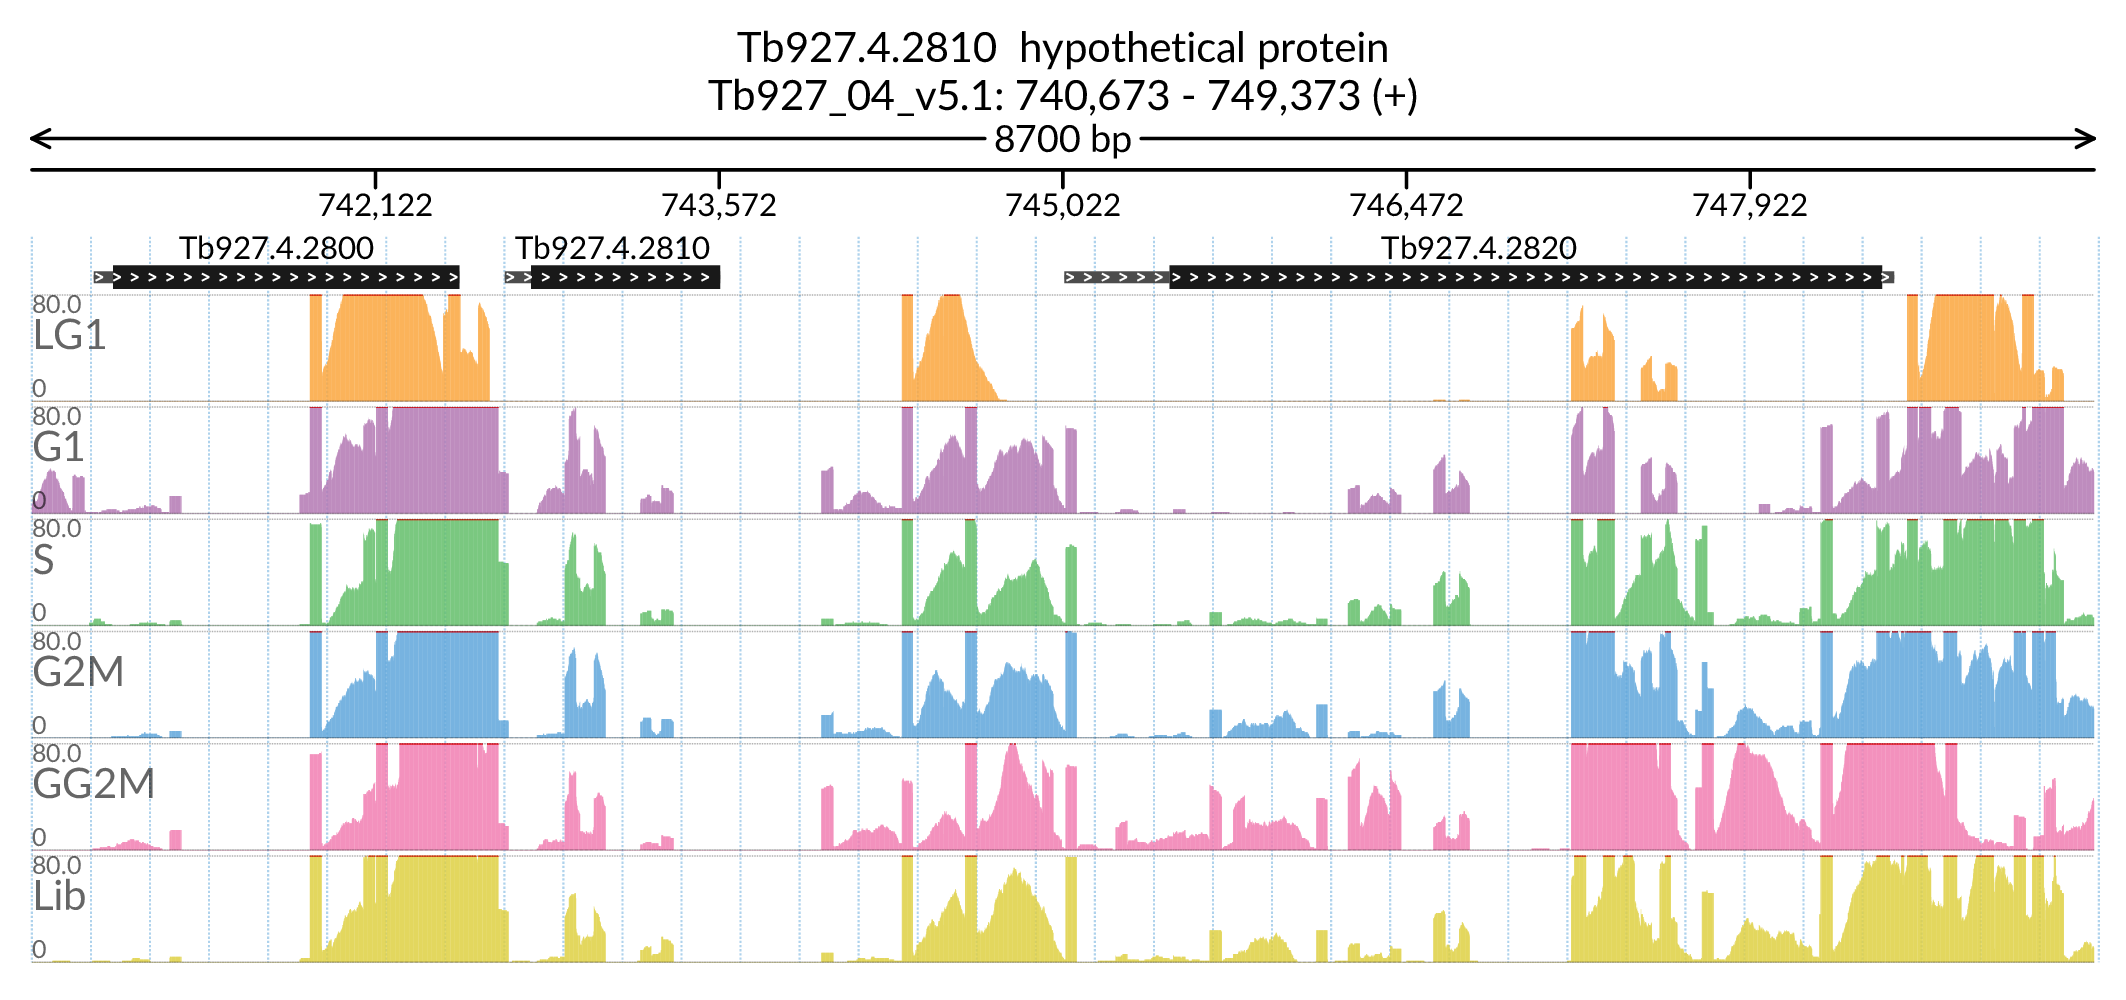 Tb927.4.2810  hypothetical protein
Tb927_04_v5.1: 740,673 - 749,373 (+)
8700 bp
742,122 743,572 745,022 746,472 747,922
Tb927.4.2800 Tb927.4.2810 Tb927.4.2820
80.0
LG1
0
80.0
G1
0
80.0
S
0
80.0
G2M
0
80.0
GG2M
0
80.0
Lib
0